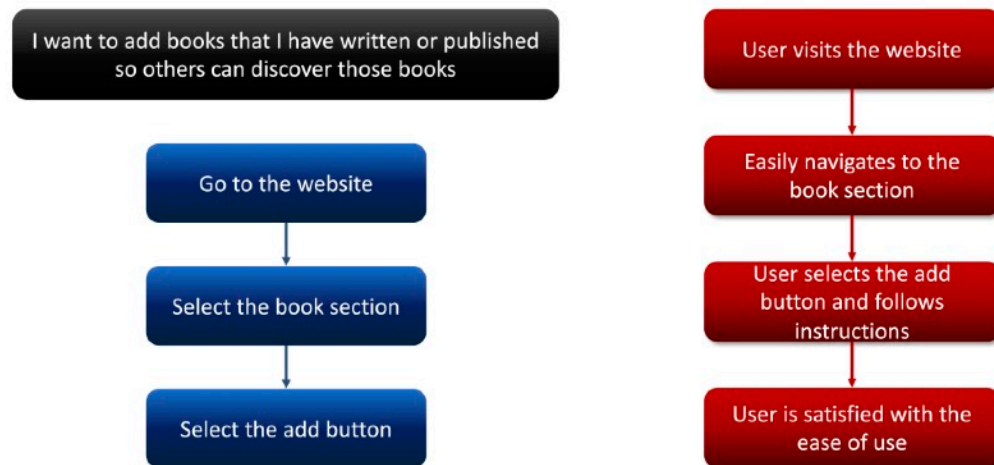 I want to add books that I have written or published
so others can discover those books
Go to the website
Select the book section
Select the add button
User visits the website
Easily navigates to the
book section
User selects the add
button and follows
instructions
User is satisfied with the
ease of use